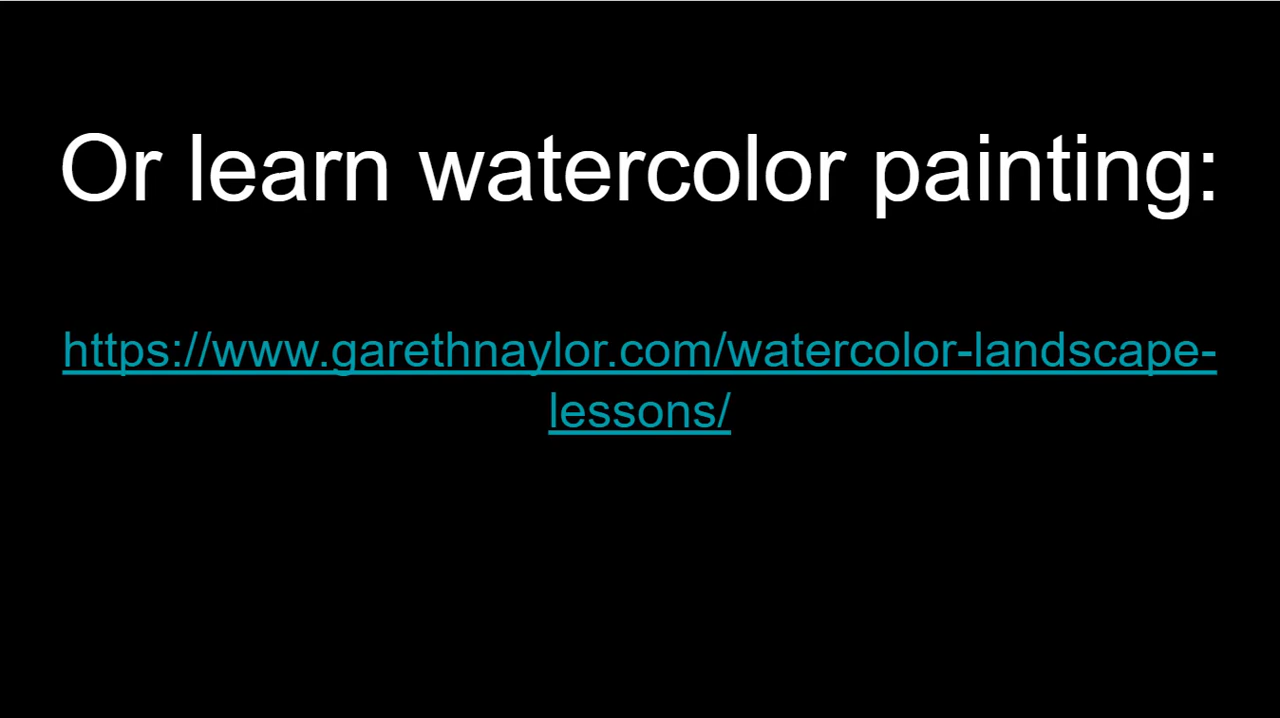 Or learn watercolor painting:
https://www.garethnaylor.com/watercolor-landscape-
lessons/